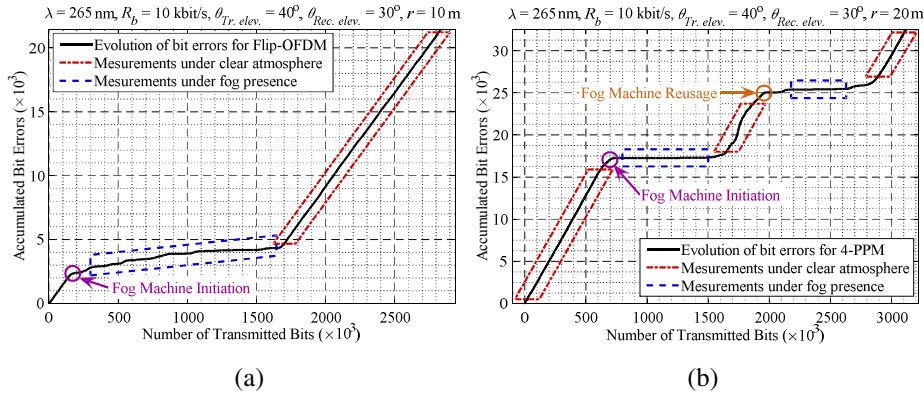 λ = 265 nm, R_b = 10 kbit/s, θ_Tr. elev. = 40°, θ_Rec. elev. = 30°, r = 10 m
Evolution of bit errors for Flip-OFDM
Mesurements under clear atmosphere
Mesurements under fog presence
Accumulated Bit Errors (×10³)
20
15
10
5
0
Fog Machine Initiation
0
500
1000
1500
2000
2500
Number of Transmitted Bits (×10³)
(a)
λ = 265 nm, R_b = 10 kbit/s, θ_Tr. elev. = 40°, θ_Rec. elev. = 30°, r = 20 m
Accumulated Bit Errors (×10³)
30
25
20
15
10
5
0
Fog Machine Reusage
Fog Machine Initiation
Evolution of bit errors for 4-PPM
Mesurements under clear atmosphere
Mesurements under fog presence
0
500
1000
1500
2000
2500
3000
Number of Transmitted Bits (×10³)
(b)